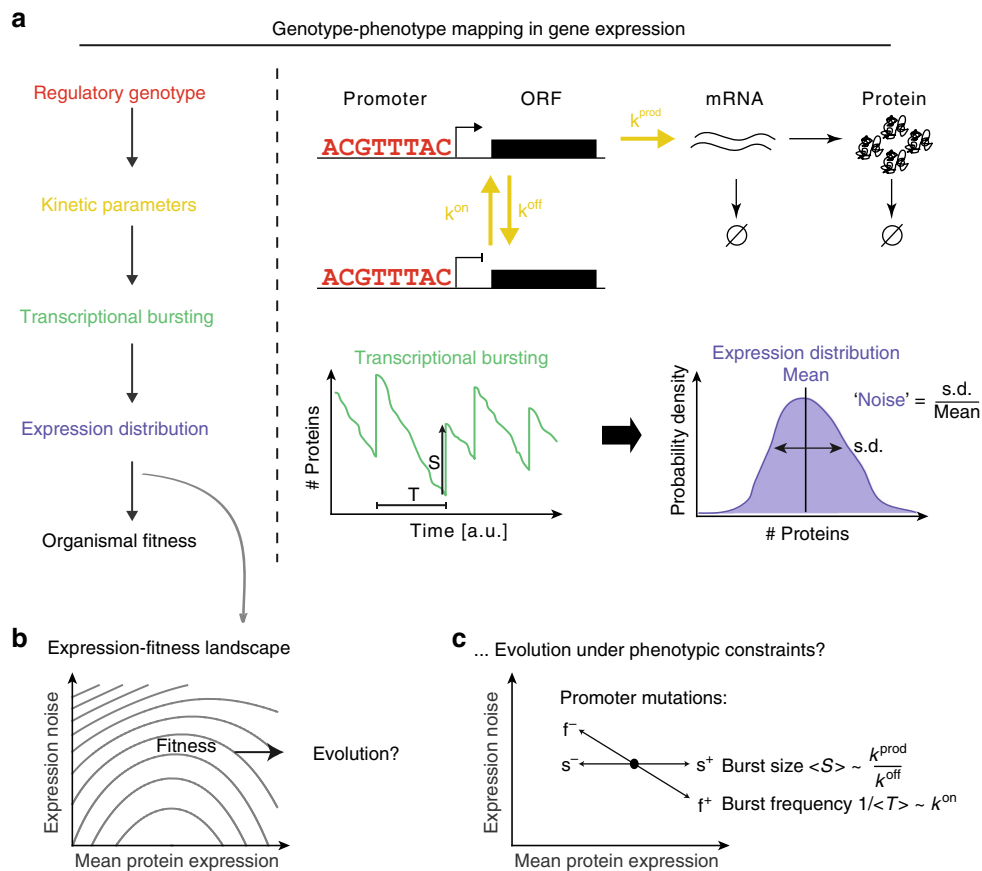 a
Genotype-phenotype mapping in gene expression
Regulatory genotype
Kinetic parameters
Transcriptional bursting
Expression distribution
Organismal fitness
Promoter
ORF
mRNA
Protein
ACGTTTAC
k^prod
k^on
k^off
∅
∅
ACGTTTAC
Transcriptional bursting
# Proteins
S
T
Time [a.u.]
Expression distribution
Mean
'Noise' = s.d. / Mean
s.d.
Probability density
# Proteins
b
Expression-fitness landscape
Expression noise
Fitness
Evolution?
Mean protein expression
c
... Evolution under phenotypic constraints?
Expression noise
Promoter mutations:
f⁻
s⁻
s⁺ Burst size <S> ~ k^prod / k^off
f⁺ Burst frequency 1/<T> ~ k^on
Mean protein expression